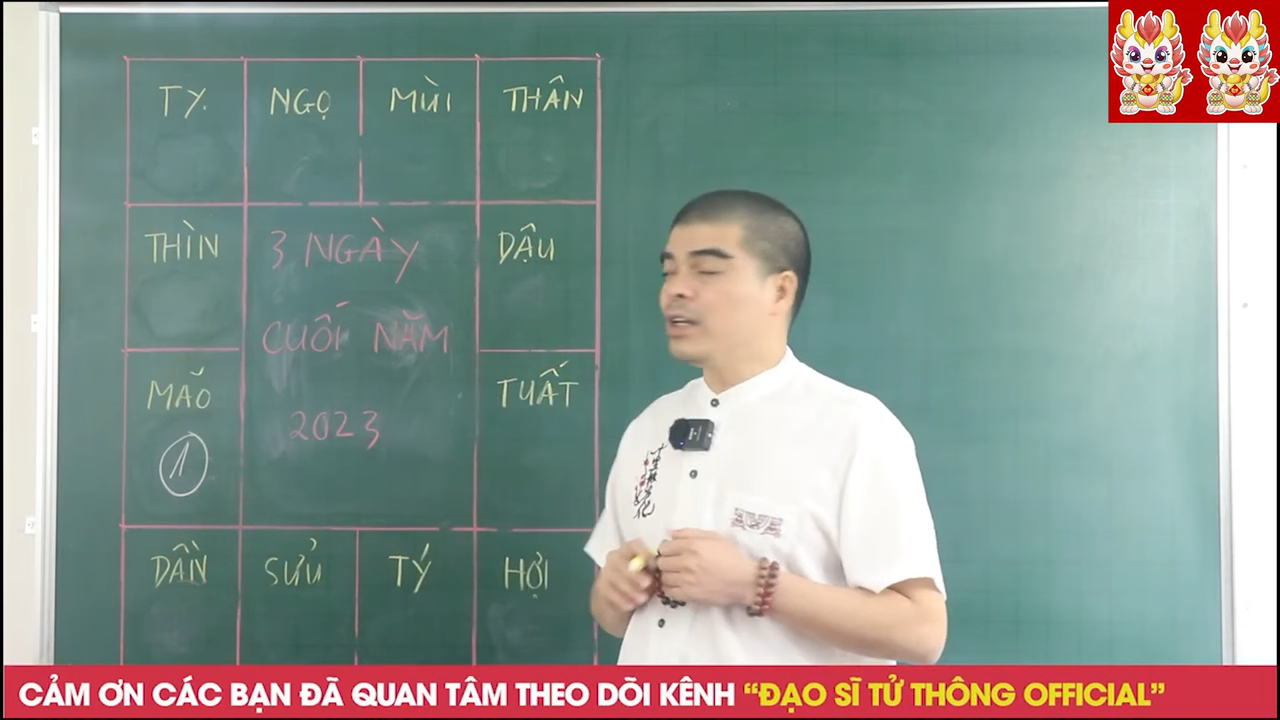 TỴ.
NGỌ
MÙI
THÂN
THÌN
3 NGÀY
DẬU
CUỐI NĂM
MÃO
TUẤT
2023
1
DẦN
SỬU
TÝ
HỢI
CẢM ƠN CÁC BẠN ĐÃ QUAN TÂM THEO DÕI KÊNH “ĐẠO SĨ TỬ THÔNG OFFICIAL”